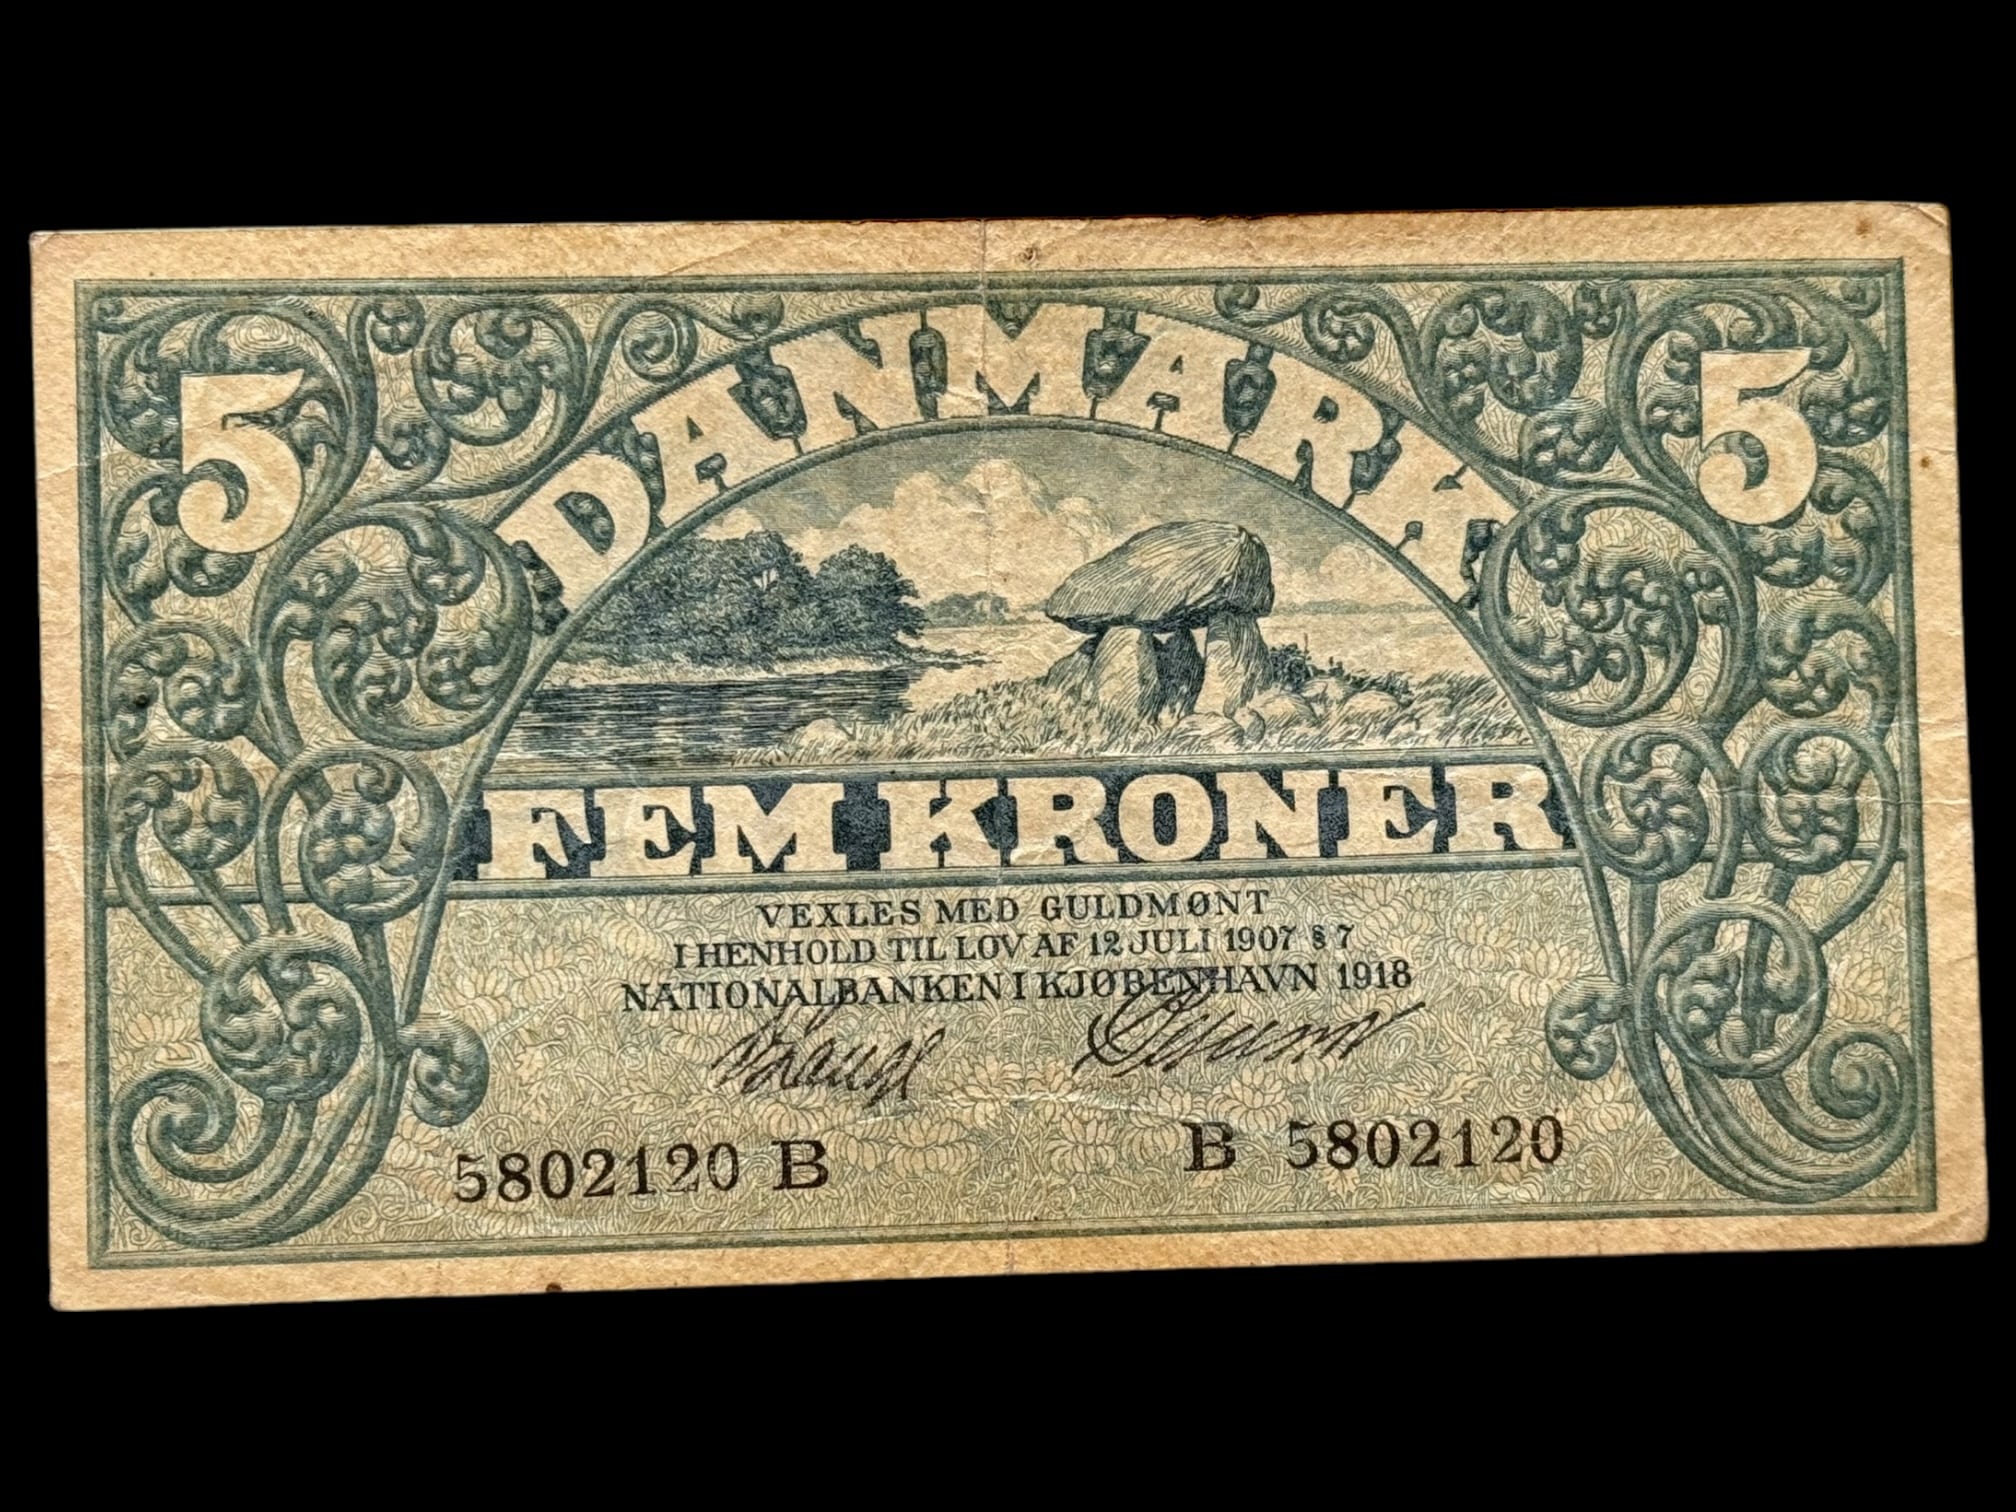 DANMARK
5 5
FEM KRONER
VEXLES MED GULDMØNT
I HENHOLD TIL LOV AF 12 JULI 1907 § 7
NATIONALBANKEN I KJØBENHAVN 1918
5802120 B B 5802120